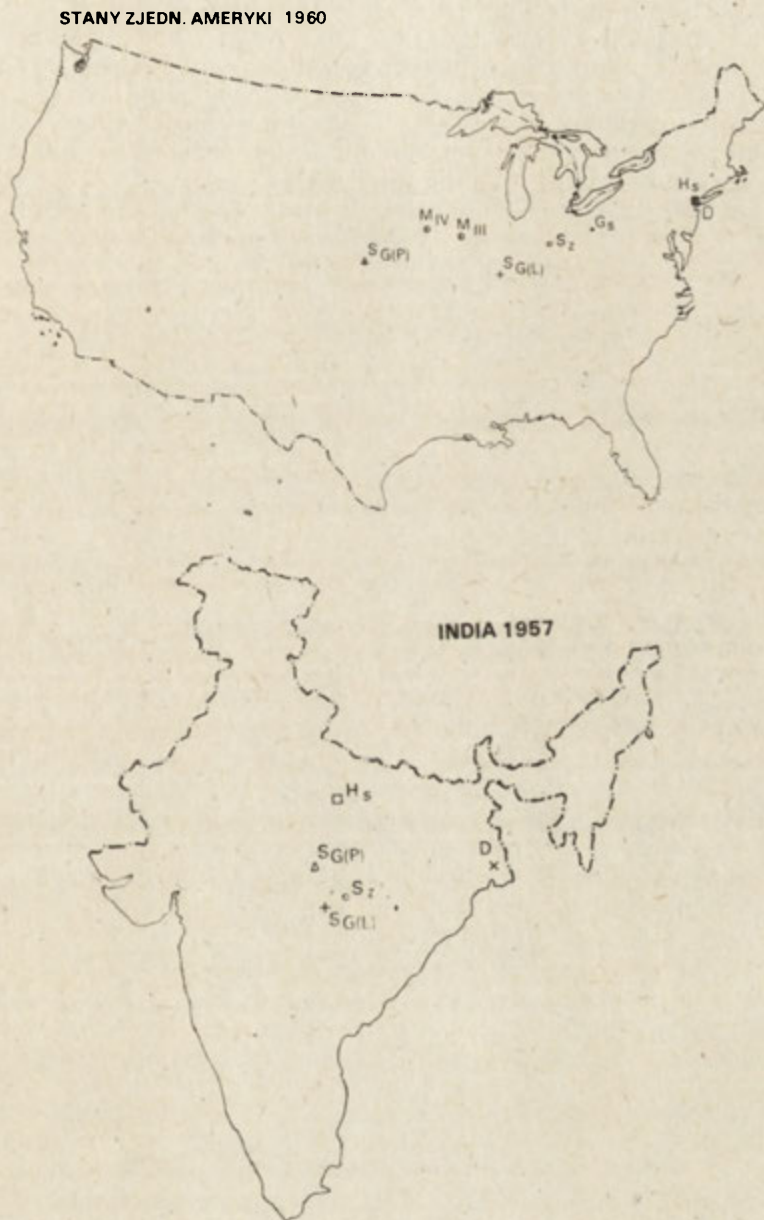 STANY ZJEDN. AMERYKI 1960
Hs
D
Gs
MIV
MIII
Sz
SG(P)
SG(L)
INDIA 1957
Hs
SG(P)
D
Sz
SG(L)